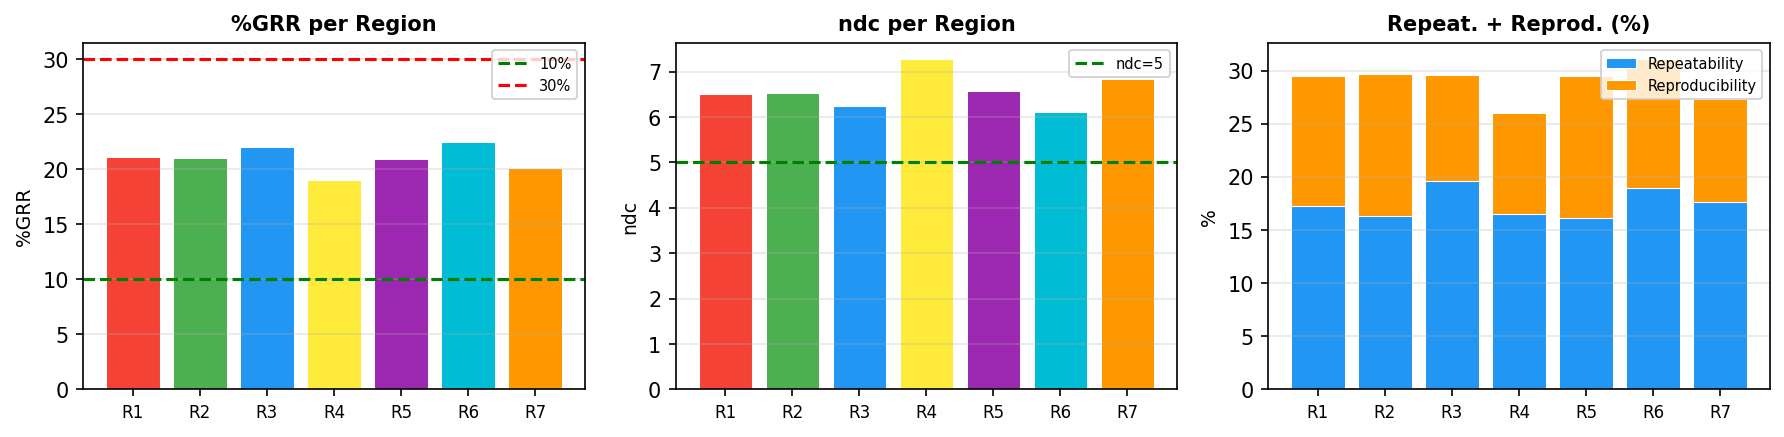 %GRR per Region
%GRR
30
25
20
15
10
5
0
10%
30%
R1 R2 R3 R4 R5 R6 R7
ndc per Region
ndc
7
6
5
4
3
2
1
0
ndc=5
R1 R2 R3 R4 R5 R6 R7
Repeat. + Reprod. (%)
%
30
25
20
15
10
5
0
Repeatability
Reproducibility
R1 R2 R3 R4 R5 R6 R7